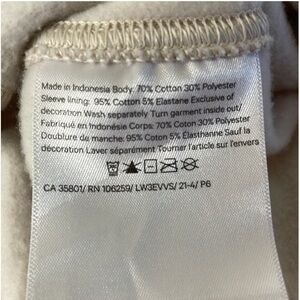 Made in Indonesia Body: 70% Cotton 30% Polyester
Sleeve lining: 95% Cotton 5% Elastane Exclusive of
decoration Wash separately Turn garment inside out/
Fabriqué en Indonésie Corps: 70% Coton 30% Polyester
Doublure de manche: 95% Coton 5% Élasthanne Sauf la
décoration Laver séparément Tourner l'article sur l'envers
CA 35801/ RN 106259/ LW3EVVS/ 21-4/ P6